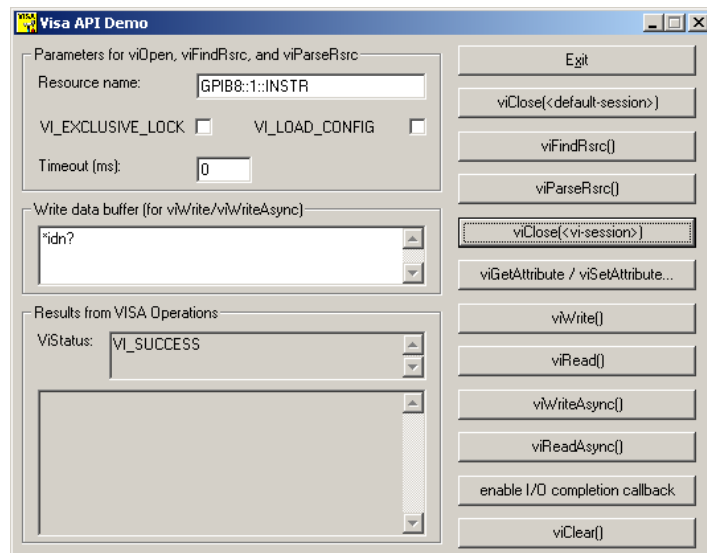 Visa API Demo
Parameters for viOpen, viFindRsrc, and viParseRsrc
Resource name: GPIB8::1::INSTR
VI_EXCLUSIVE_LOCK VI_LOAD_CONFIG
Timeout (ms): 0
Write data buffer (for viWrite/viWriteAsync)
*idn?
Results from VISA Operations
ViStatus: VI_SUCCESS
Exit
viClose(<default-session>)
viFindRsrc()
viParseRsrc()
viClose(<vi-session>)
viGetAttribute / viSetAttribute...
viWrite()
viRead()
viWriteAsync()
viReadAsync()
enable I/O completion callback
viClear()